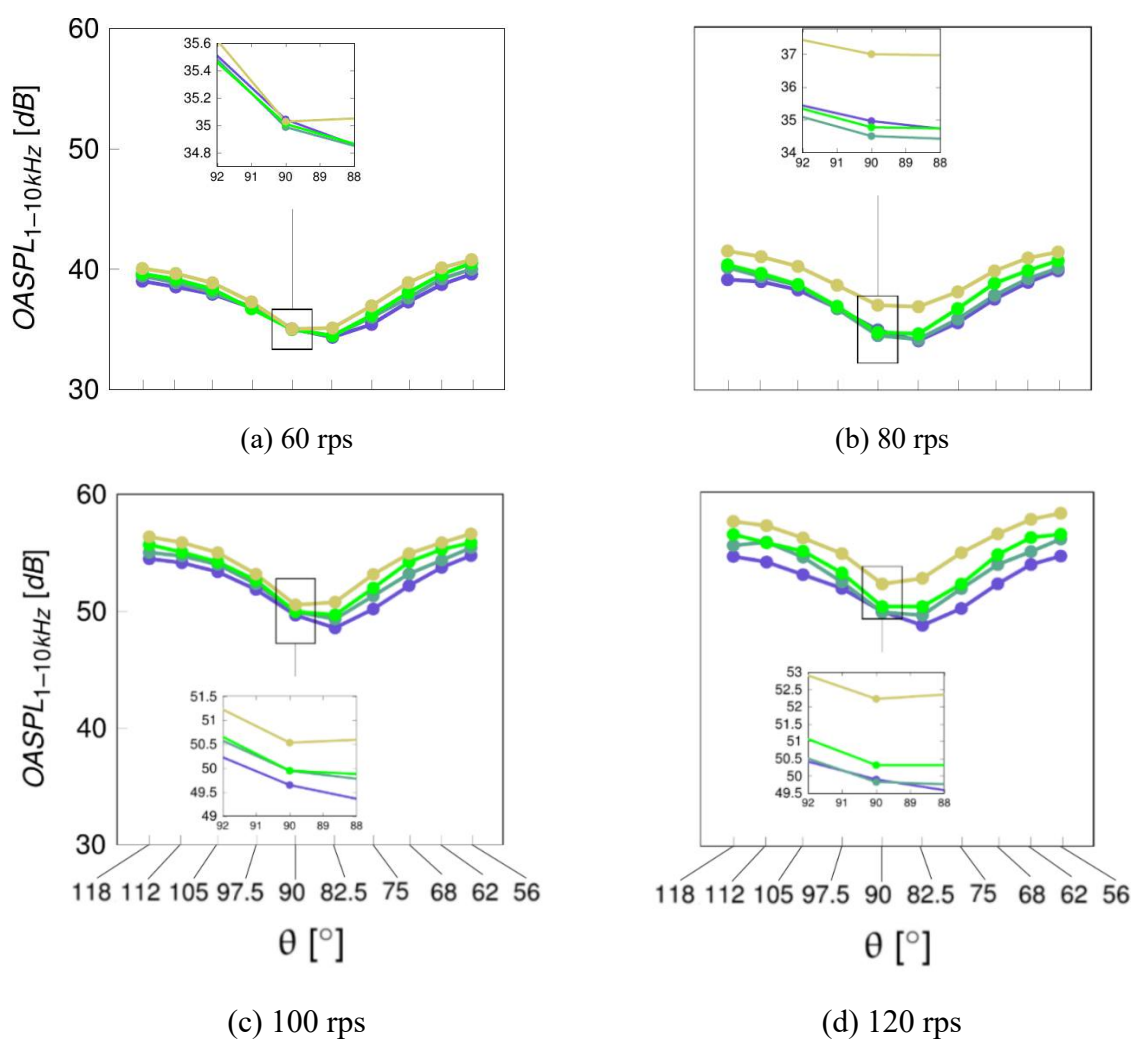 60
50
40
30
OASPL1−10kHz [dB]
35.6
35.4
35.2
35
34.8
92 91 90 89 88
(a) 60 rps
37
36
35
34
92 91 90 89 88
(b) 80 rps
60
50
40
30
OASPL1−10kHz [dB]
51.5
51
50.5
50
49.5
49
92 91 90 89 88
118 112 105 97.5 90 82.5 75 68 62 56
θ [°]
(c) 100 rps
53
52.5
52
51.5
51
50.5
50
49.5
92 91 90 89 88
118 112 105 97.5 90 82.5 75 68 62 56
θ [°]
(d) 120 rps